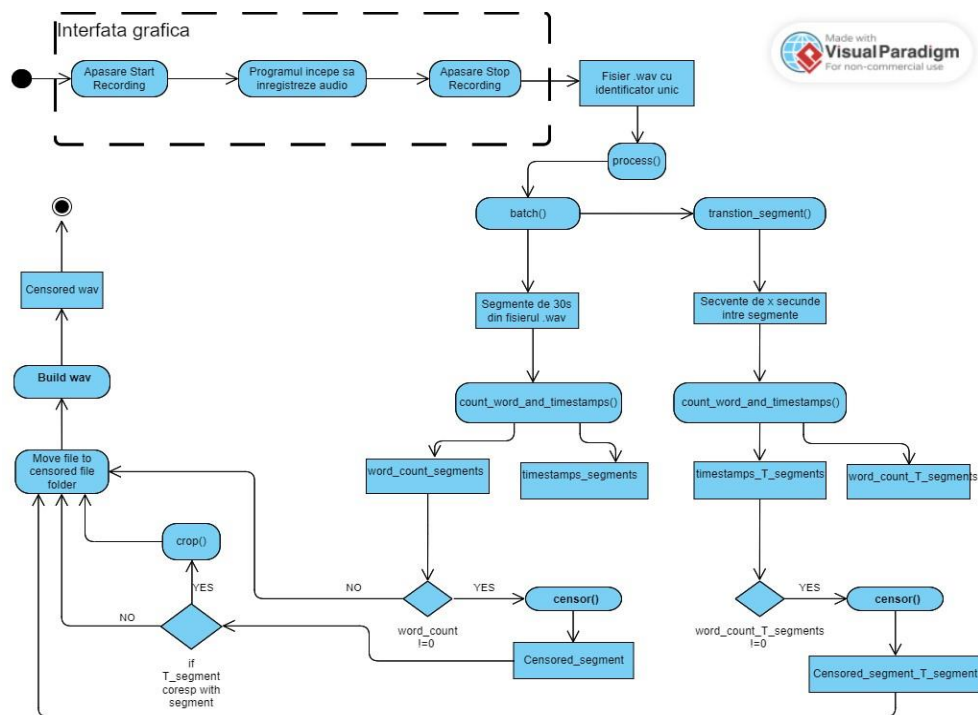 Interfata grafica
Made with
VisualParadigm
For non-commercial use
Apasare Start
Recording
Programul incepe sa
inregistreze audio
Apasare Stop
Recording
Fisier .wav cu
identificator unic
process()
batch()
transtion_segment()
Censored wav
Segmente de 30s
din fisierul .wav
Secvente de x secunde
intre segmente
Build wav
count_word_and_timestamps()
count_word_and_timestamps()
Move file to
censored file
folder
word_count_segments
timestamps_segments
timestamps_T_segments
word_count_T_segments
crop()
YES
NO
NO
YES
censor()
YES
censor()
word_count
!=0
word_count_T_segments
!=0
if
T_segment
coresp with
segment
Censored_segment
Censored_segment_T_segment